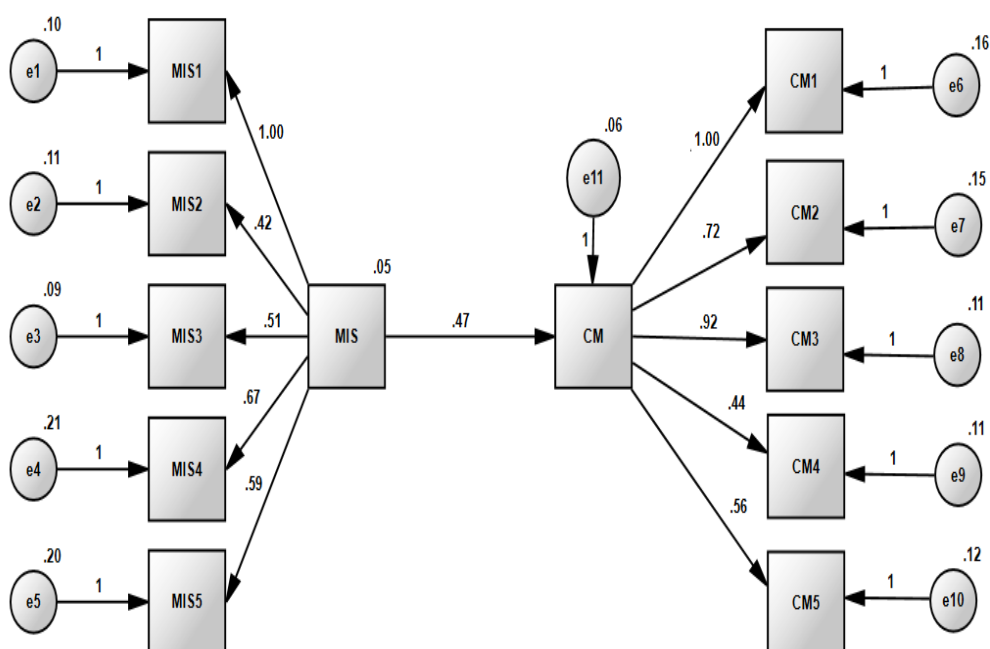 .10
e1
1
MIS1
1.00
.11
e2
1
MIS2
.42
.09
e3
1
MIS3
.51
.21
e4
1
MIS4
.67
.20
e5
1
MIS5
.59
.05
MIS
.47
.06
e11
1
CM
1.00
CM1
1
.16
e6
.72
CM2
1
.15
e7
.92
CM3
1
.11
e8
.44
CM4
1
.11
e9
.56
CM5
1
.12
e10